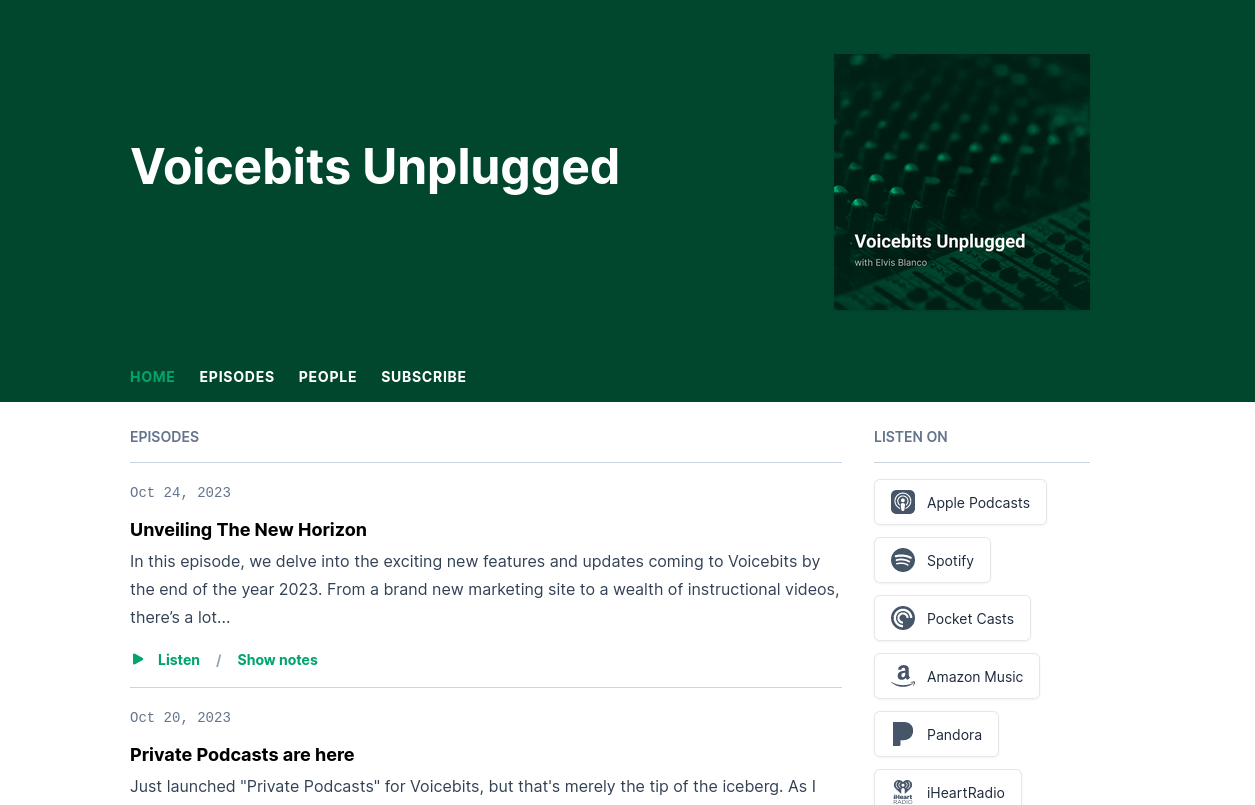 Voicebits Unplugged
Voicebits Unplugged
with Elvis Blanco
HOME EPISODES PEOPLE SUBSCRIBE
EPISODES
Oct 24, 2023
Unveiling The New Horizon
In this episode, we delve into the exciting new features and updates coming to Voicebits by
the end of the year 2023. From a brand new marketing site to a wealth of instructional videos,
there’s a lot...
Listen / Show notes
Oct 20, 2023
Private Podcasts are here
Just launched "Private Podcasts" for Voicebits, but that's merely the tip of the iceberg. As I
LISTEN ON
Apple Podcasts
Spotify
Pocket Casts
Amazon Music
Pandora
iHeart
RADIO
iHeartRadio